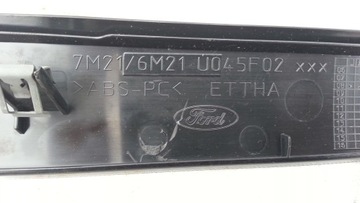 7M21/6M21 U045F02 xxx
>ABS-PC< ETTHA
Ford